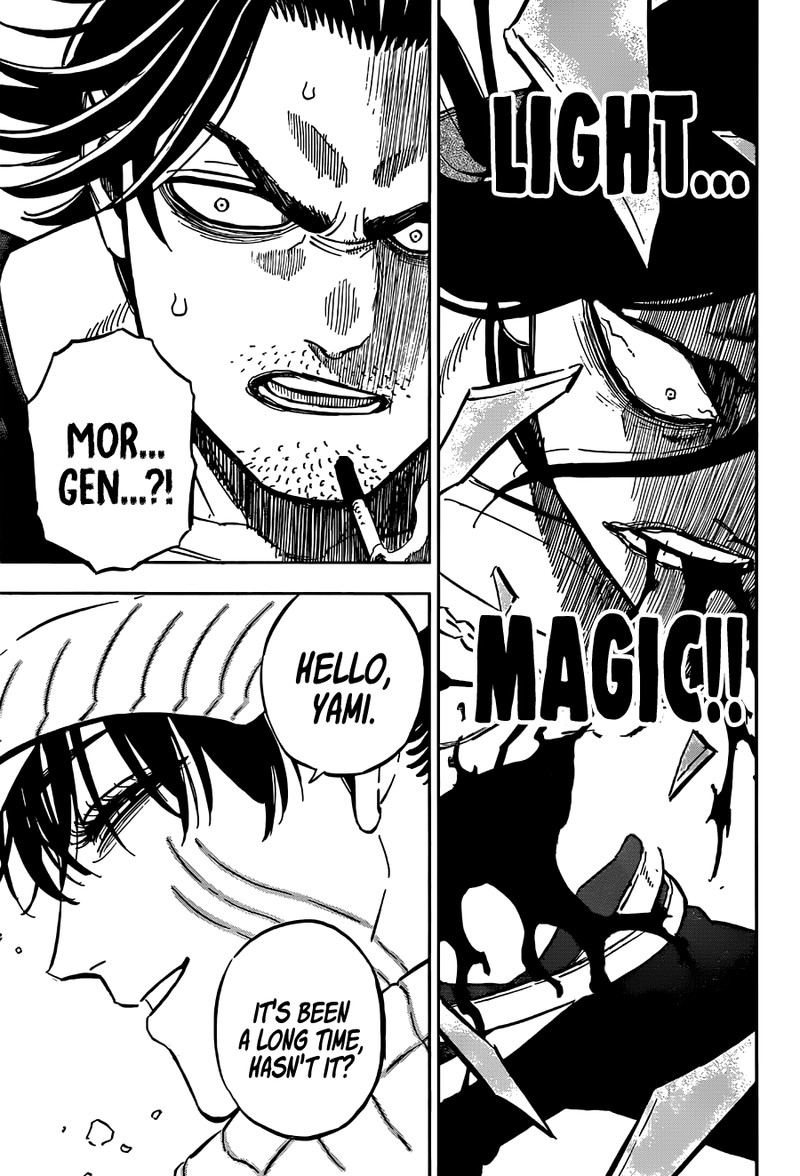 LIGHT...
MAGIC!!
MOR...
GEN...?!
HELLO,
YAMI.
IT'S BEEN
A LONG TIME,
HASN'T IT?